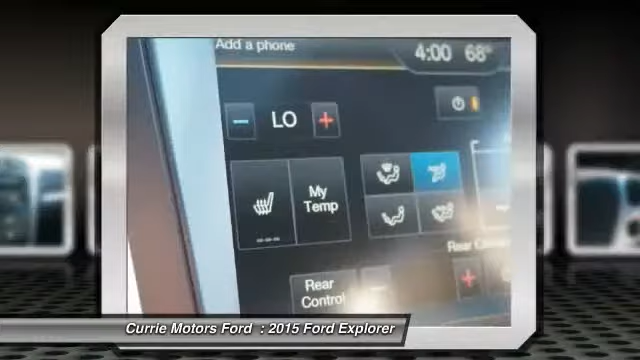 Add a phone
4:00 68°
LO
My
Temp
Rear
Control
Rear
Currie Motors Ford : 2015 Ford Explorer